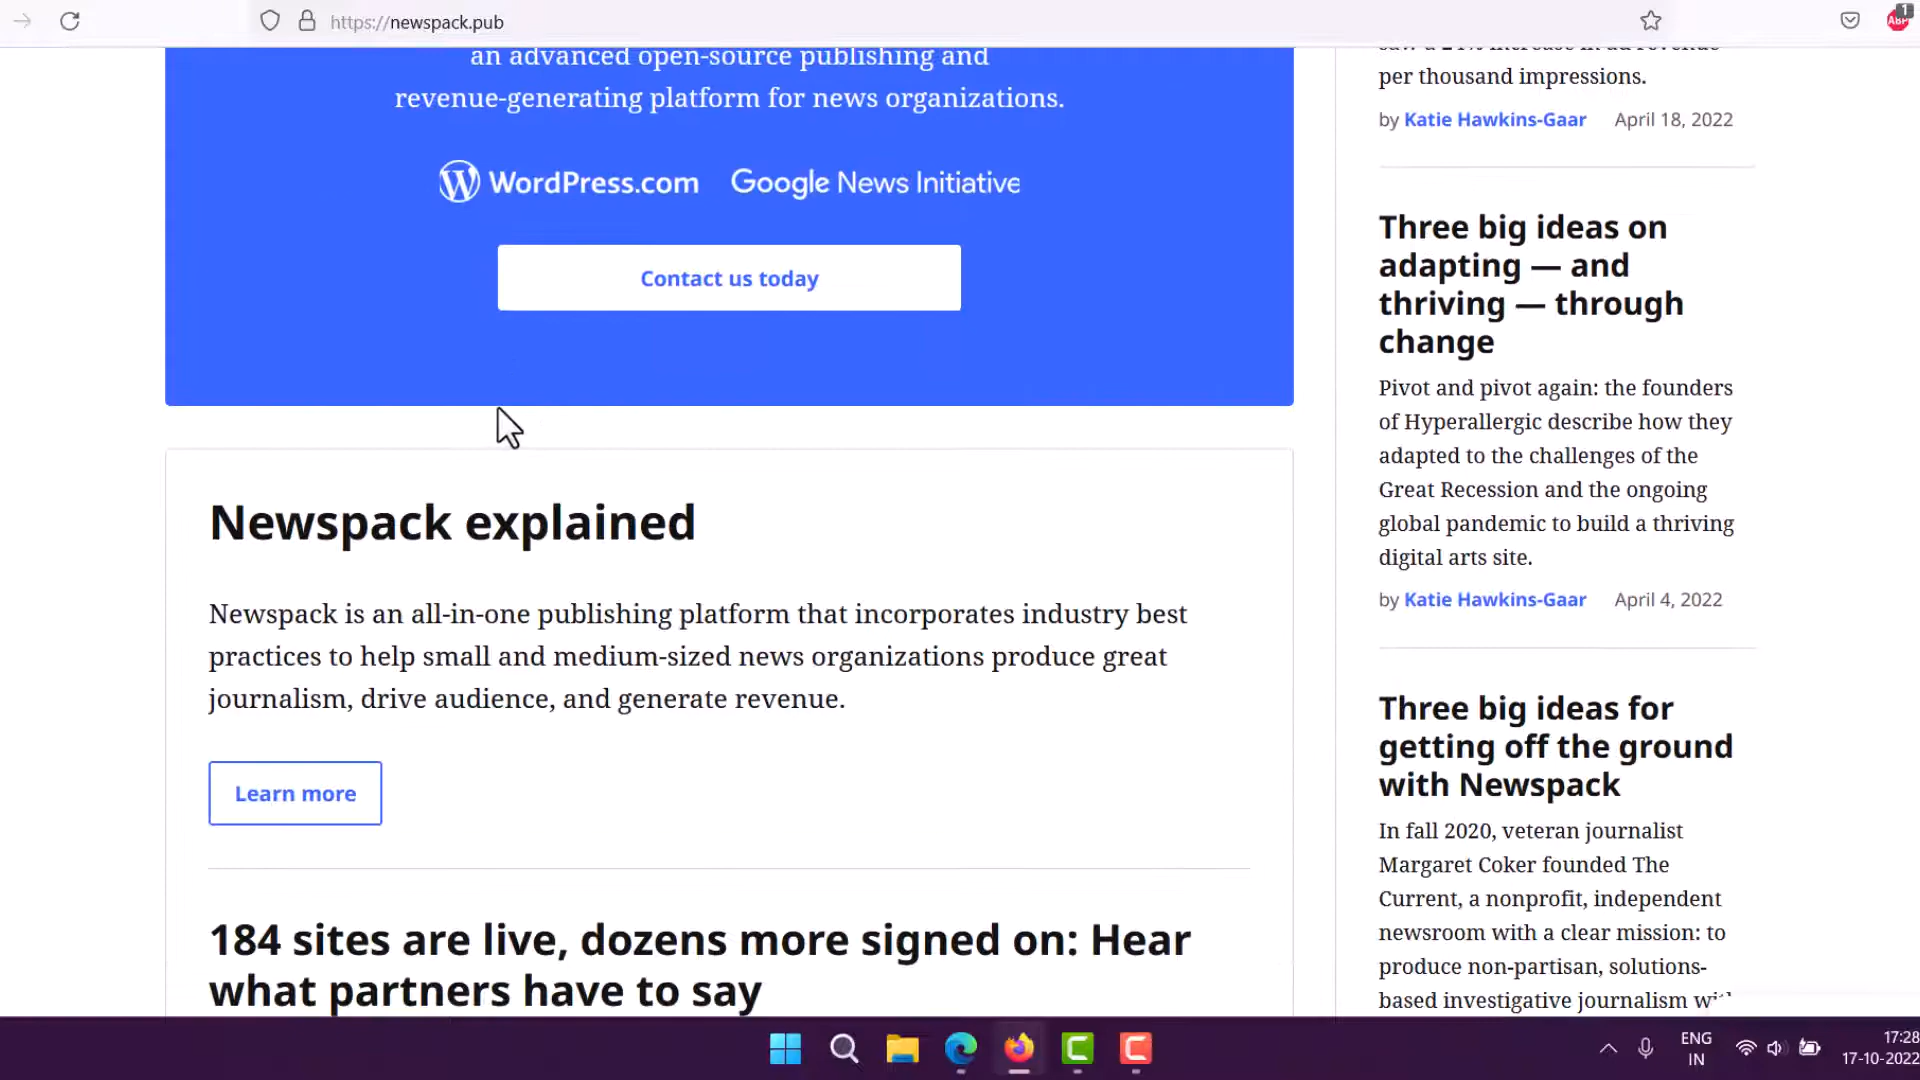 https://newspack.pub
1
ABP
an advanced open-source publishing and
revenue-generating platform for news organizations.
WordPress.com Google News Initiative
Contact us today
Newspack explained
Newspack is an all-in-one publishing platform that incorporates industry best
practices to help small and medium-sized news organizations produce great
journalism, drive audience, and generate revenue.
Learn more
184 sites are live, dozens more signed on: Hear
what partners have to say
per thousand impressions.
by Katie Hawkins-Gaar April 18, 2022
Three big ideas on
adapting — and
thriving — through
change
Pivot and pivot again: the founders
of Hyperallergic describe how they
adapted to the challenges of the
Great Recession and the ongoing
global pandemic to build a thriving
digital arts site.
by Katie Hawkins-Gaar April 4, 2022
Three big ideas for
getting off the ground
with Newspack
In fall 2020, veteran journalist
Margaret Coker founded The
Current, a nonprofit, independent
newsroom with a clear mission: to
produce non-partisan, solutions-
based investigative journalism
ENG
IN
17:28
17-10-2022